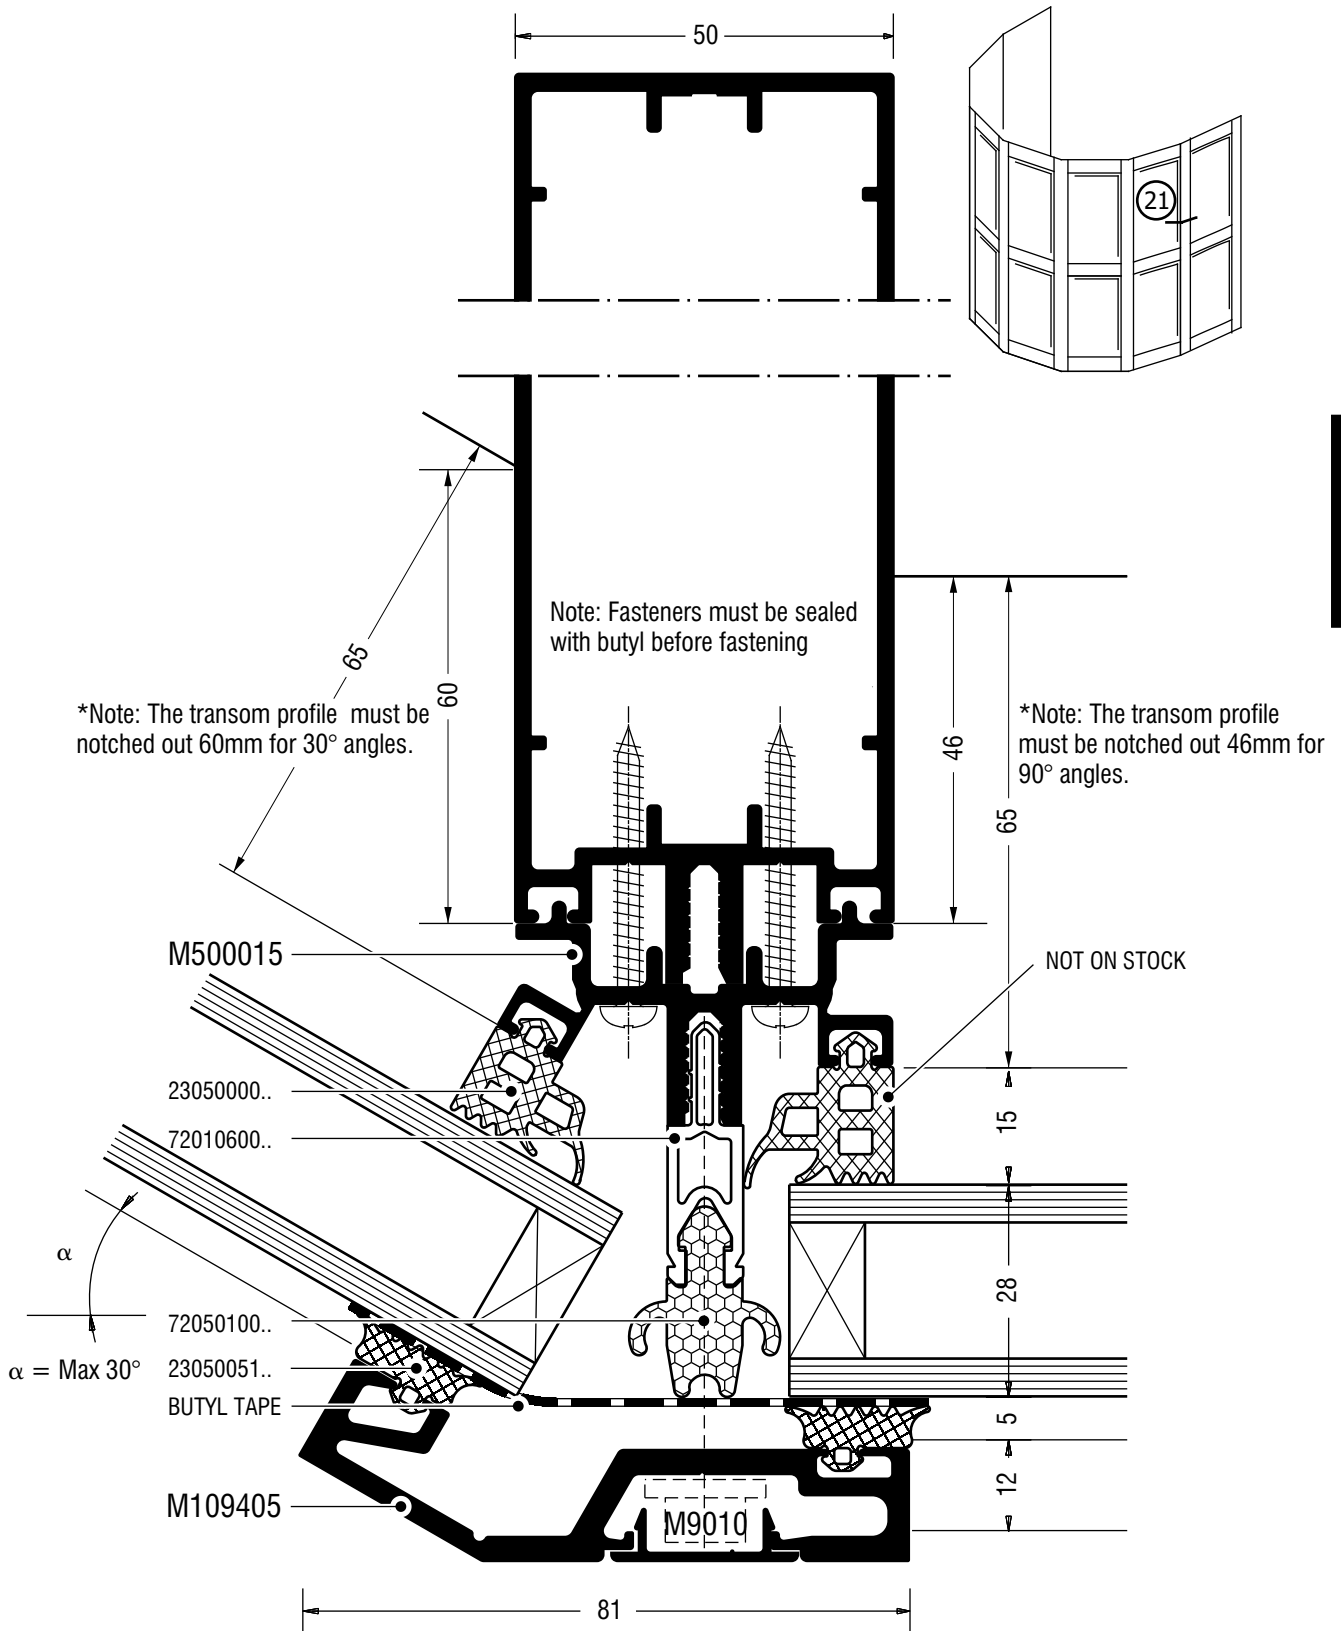 50
21
Note: Fasteners must be sealed
with butyl before fastening
65
60
*Note: The transom profile must be
notched out 60mm for 30° angles.
46
65
*Note: The transom profile
must be notched out 46mm for
90° angles.
M500015
NOT ON STOCK
23050000..
72010600..
15
α
28
72050100..
α = Max 30°
23050051..
BUTYL TAPE
5
12
M109405
M9010
81